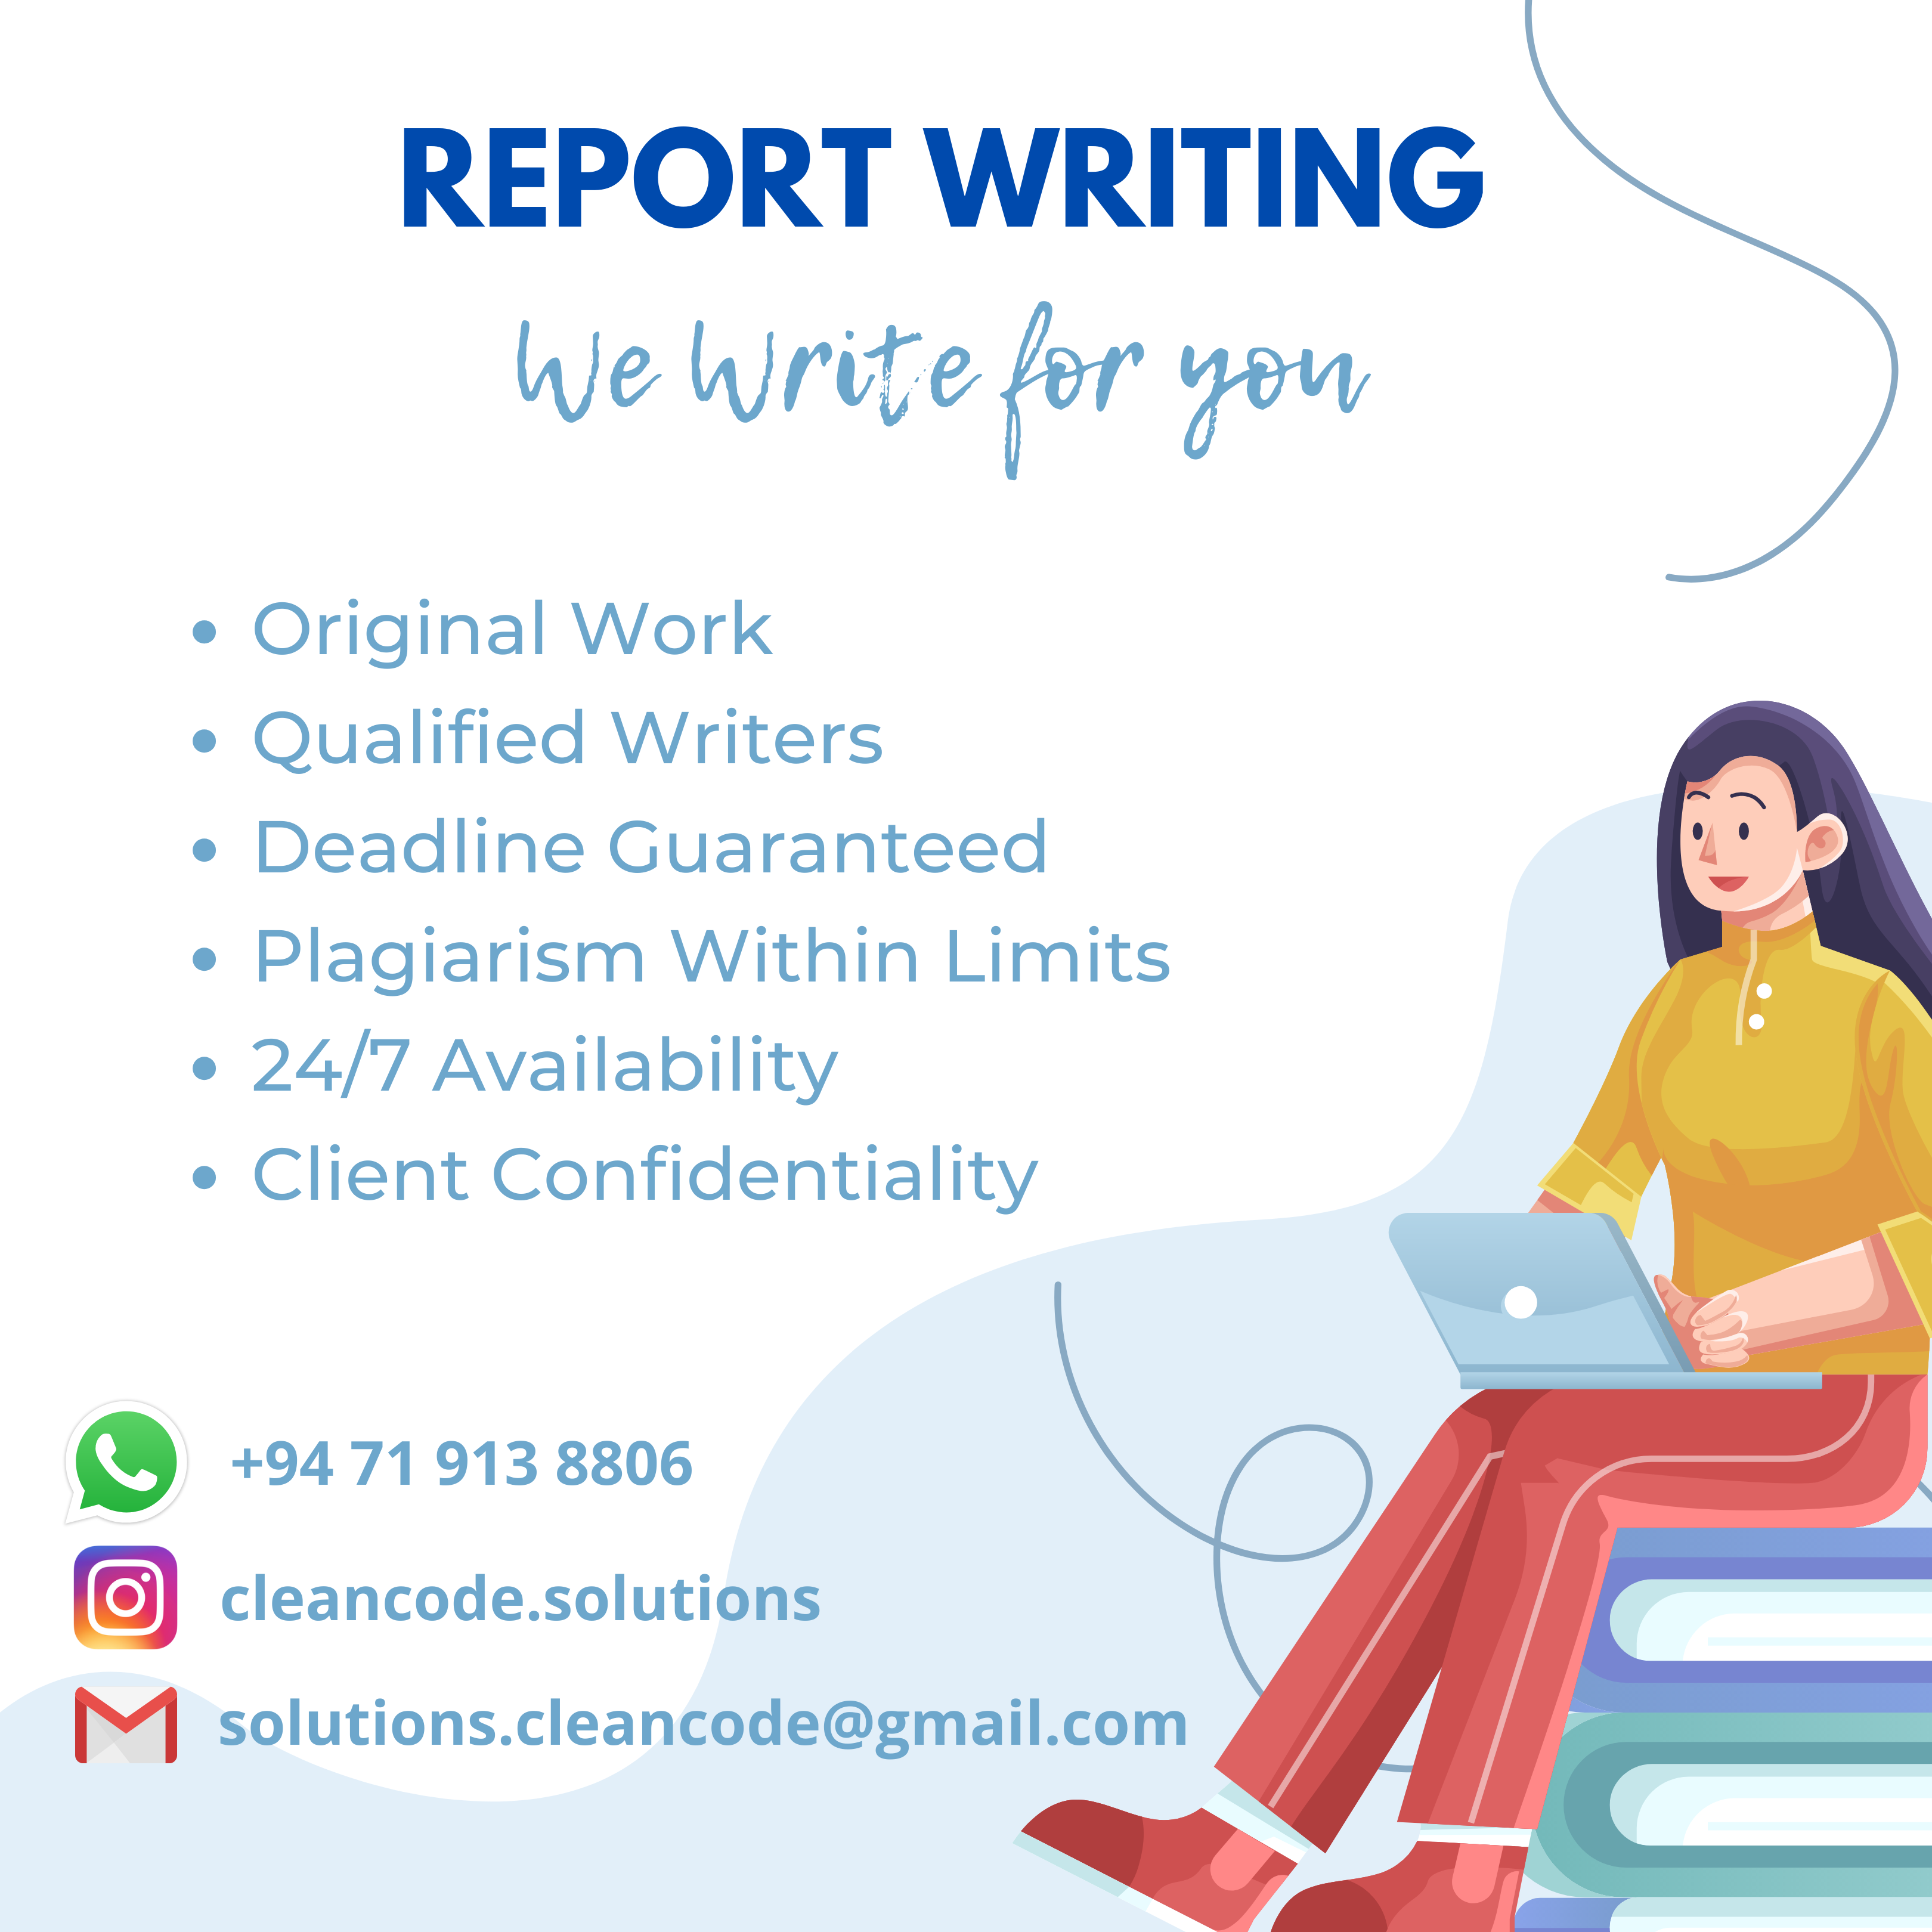 REPORT WRITING
We Write for you
• Original Work
• Qualified Writers
• Deadline Guaranteed
• Plagiarism Within Limits
• 24/7 Availability
• Client Confidentiality
+94 71 913 8806
cleancode.solutions
solutions.cleancode@gmail.com